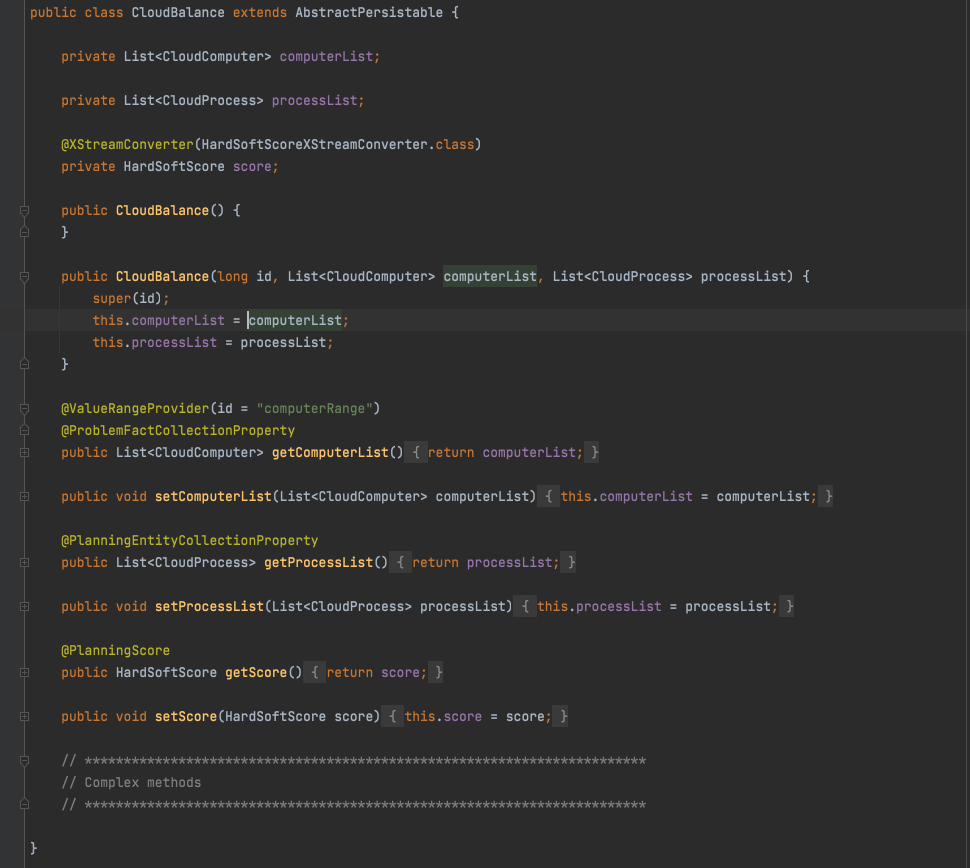 public class CloudBalance extends AbstractPersistable {
private List<CloudComputer> computerList;
private List<CloudProcess> processList;
@XStreamConverter(HardSoftScoreXStreamConverter.class)
private HardSoftScore score;
public CloudBalance() {
}
public CloudBalance(long id, List<CloudComputer> computerList, List<CloudProcess> processList) {
super(id);
this.computerList = computerList;
this.processList = processList;
}
@ValueRangeProvider(id = "computerRange")
@ProblemFactCollectionProperty
public List<CloudComputer> getComputerList() { return computerList; }
public void setComputerList(List<CloudComputer> computerList) { this.computerList = computerList; }
@PlanningEntityCollectionProperty
public List<CloudProcess> getProcessList() { return processList; }
public void setProcessList(List<CloudProcess> processList) { this.processList = processList; }
@PlanningScore
public HardSoftScore getScore() { return score; }
public void setScore(HardSoftScore score) { this.score = score; }
// ************************************************************************
// Complex methods
// ************************************************************************
}